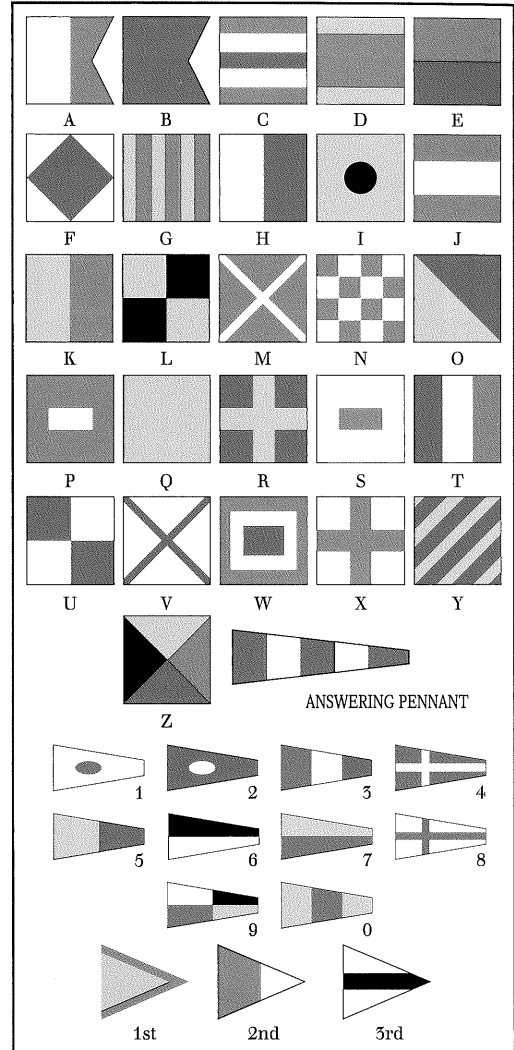 A B C D E
F G H I J
K L M N O
P Q R S T
U V W X Y
Z
ANSWERING PENNANT
1 2 3 4
5 6 7 8
9 0
1st 2nd 3rd